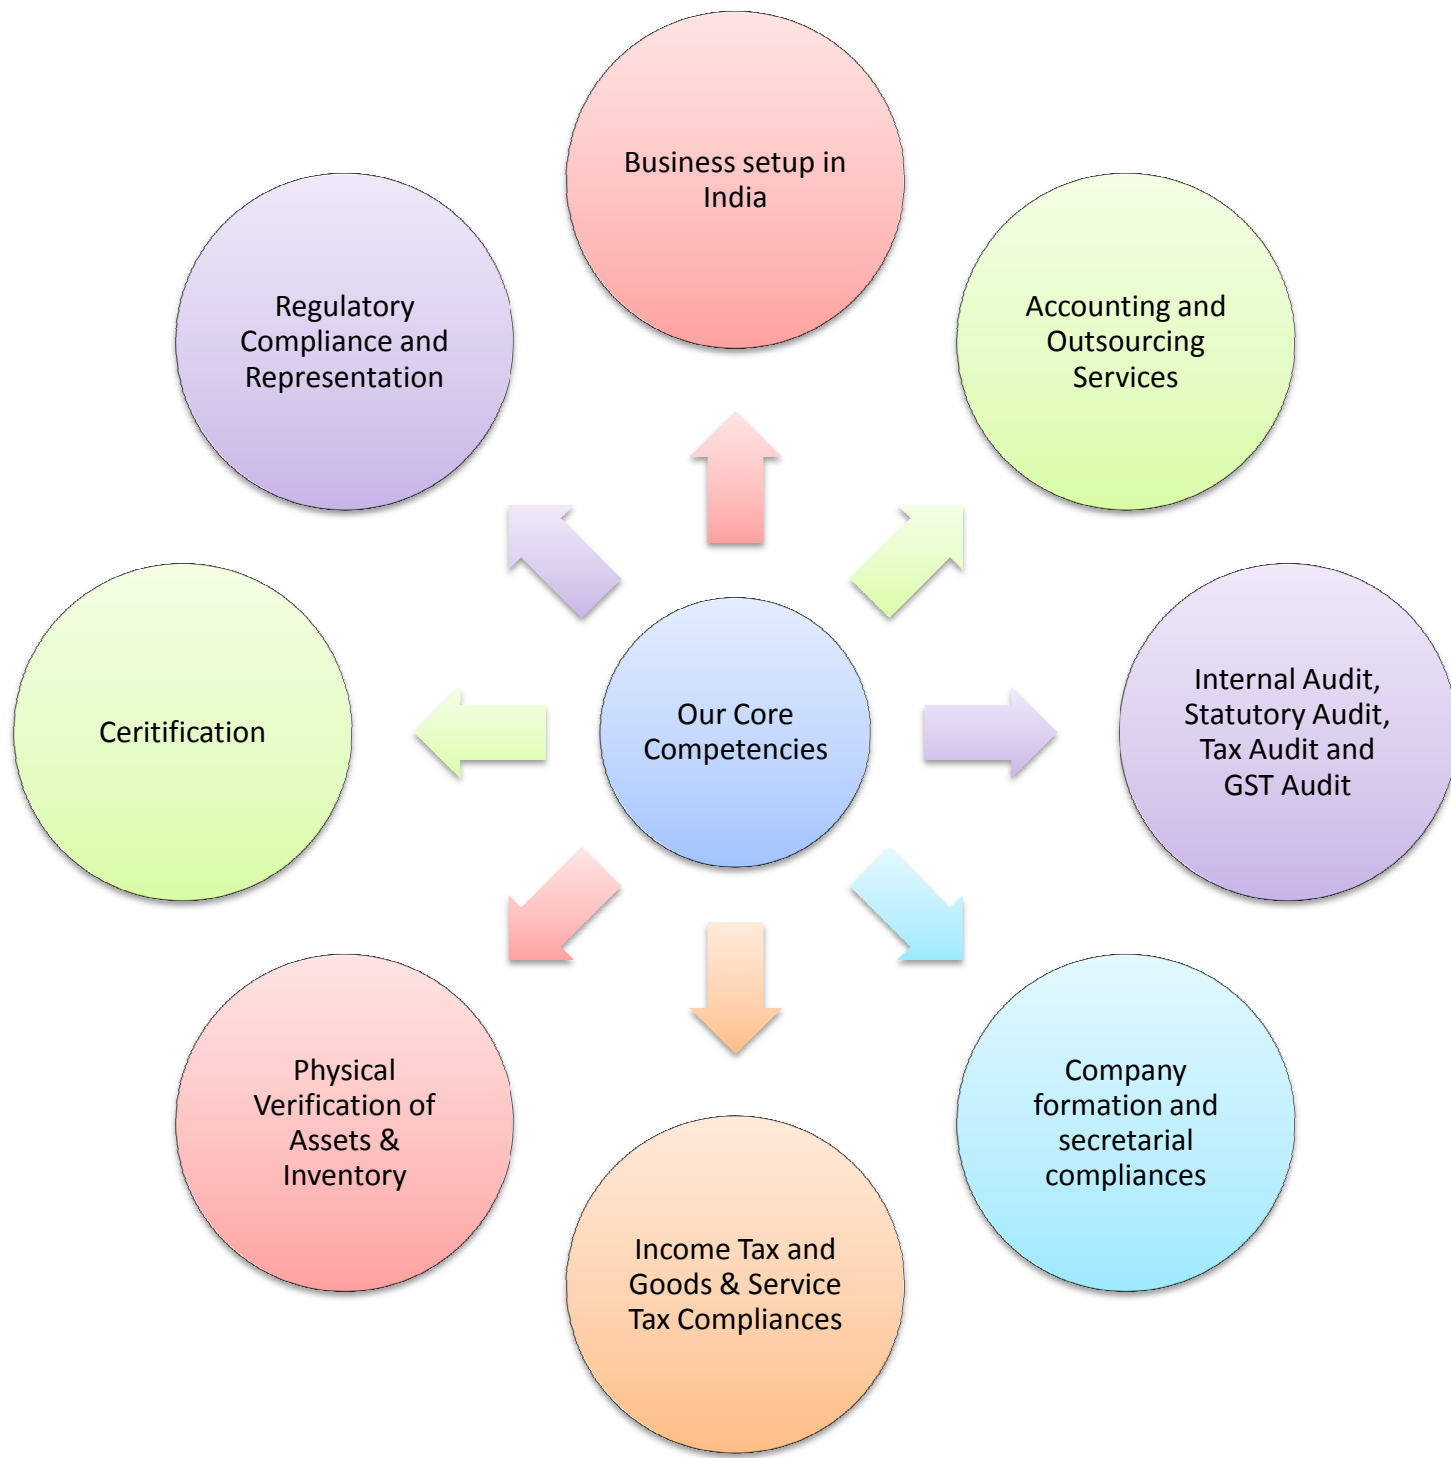 Business setup in
India
Accounting and
Outsourcing
Services
Internal Audit,
Statutory Audit,
Tax Audit and
GST Audit
Company
formation and
secretarial
compliances
Income Tax and
Goods & Service
Tax Compliances
Physical
Verification of
Assets &
Inventory
Ceritification
Regulatory
Compliance and
Representation
Our Core
Competencies